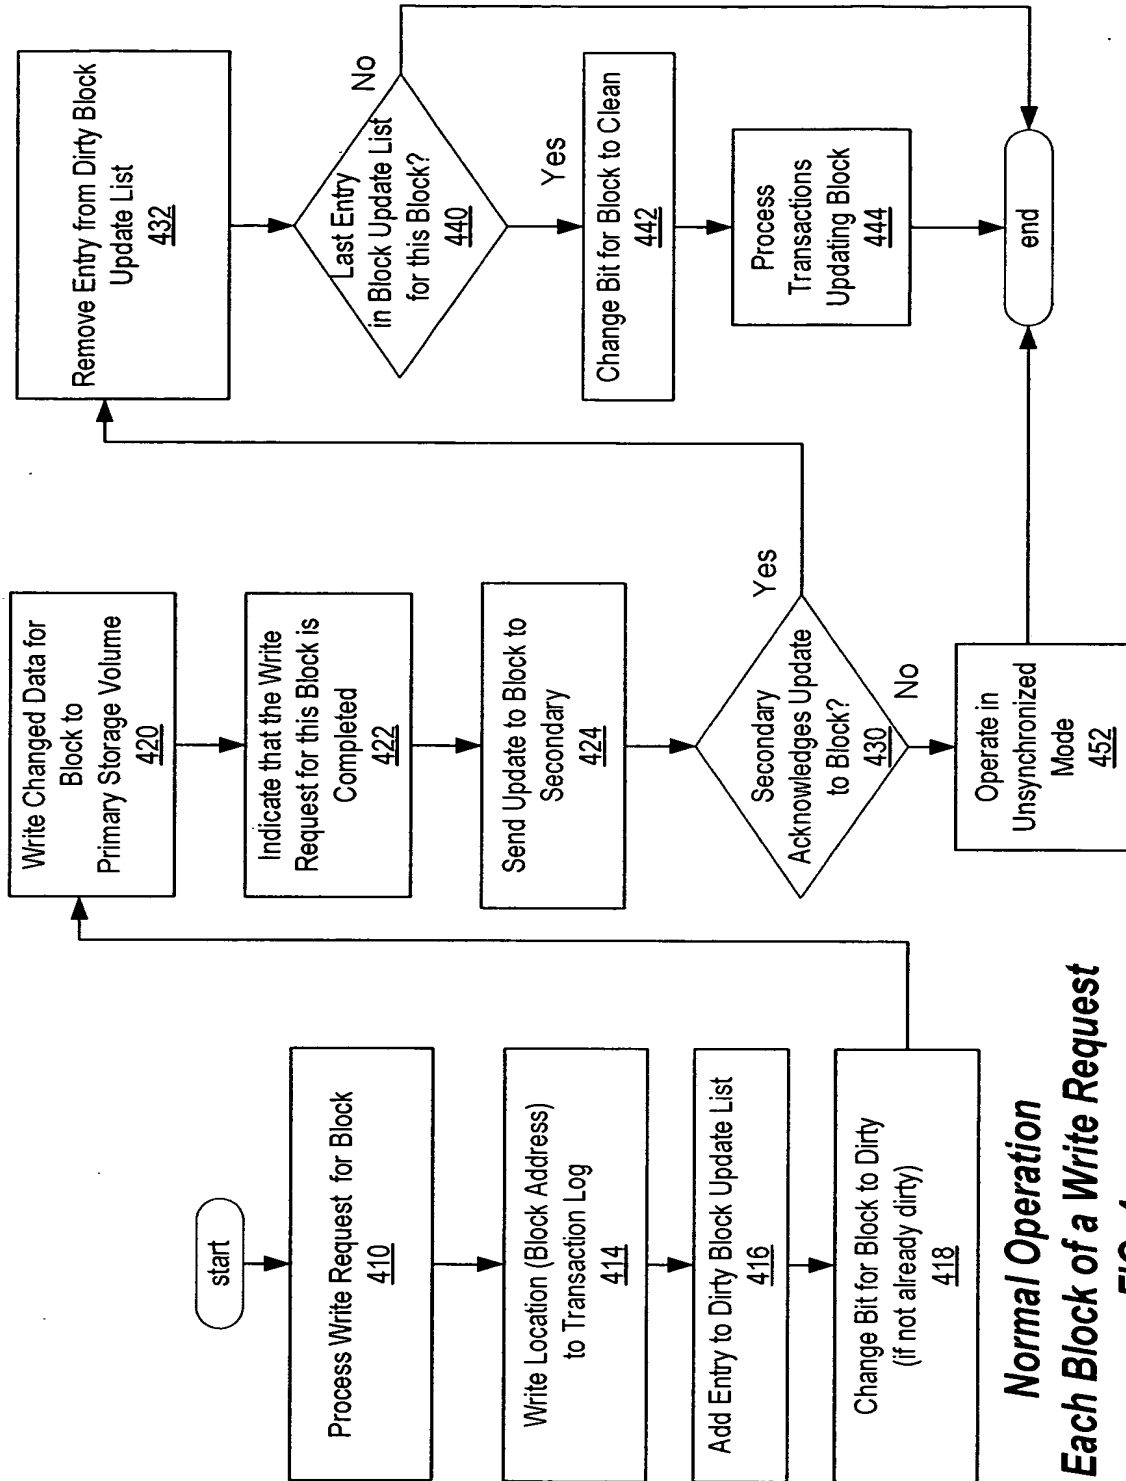 start
Process Write Request for Block
410
Write Location (Block Address)
to Transaction Log
414
Add Entry to Dirty Block Update List
416
Change Bit for Block to Dirty
(if not already dirty)
418
Write Changed Data for
Block to
Primary Storage Volume
420
Indicate that the Write
Request for this Block is
Completed
422
Send Update to Block to
Secondary
424
Secondary
Acknowledges Update
to Block?
430
Yes
No
Operate in
Unsynchronized
Mode
452
Remove Entry from Dirty Block
Update List
432
Last Entry
in Block Update List
for this Block?
440
No
Yes
Change Bit for Block to Clean
442
Process
Transactions
Updating Block
444
end
Normal Operation
Each Block of a Write Request